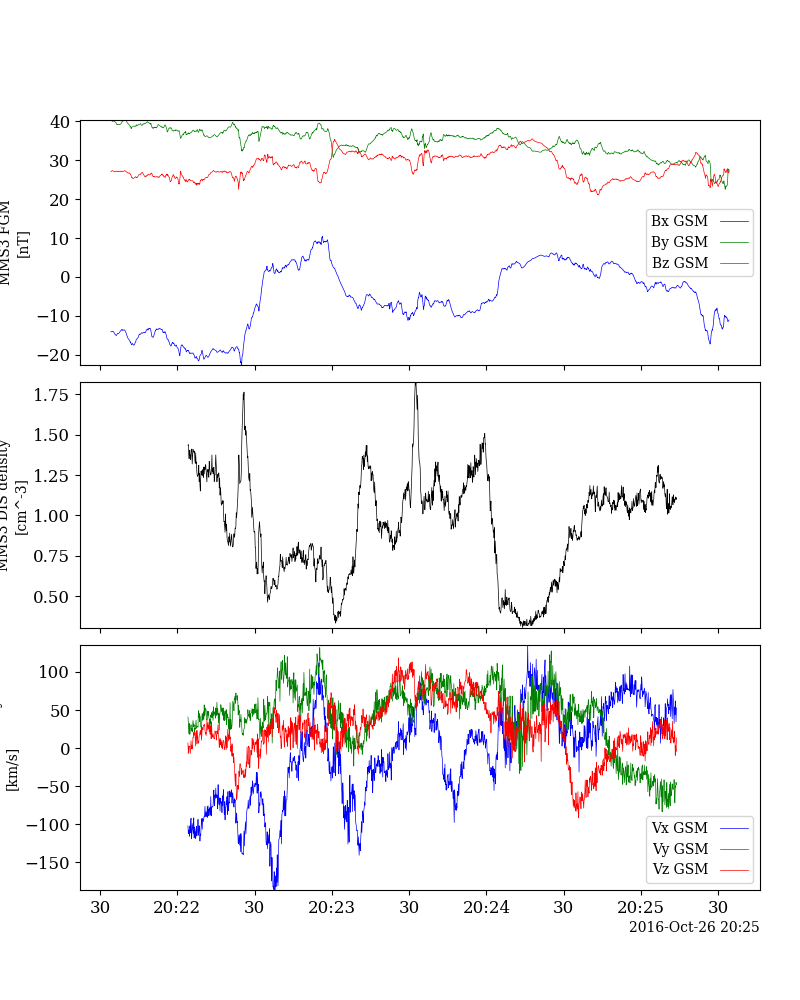 40
30
20
10
0
−10
−20
MMS3 FGM
[nT]
Bx GSM
By GSM
Bz GSM
1.75
1.50
1.25
1.00
0.75
0.50
MMS3 DIS density
[cm^-3]
100
50
0
−50
−100
−150
[km/s]
Vx GSM
Vy GSM
Vz GSM
30 20:22 30 20:23 30 20:24 30 20:25 30
2016-Oct-26 20:25